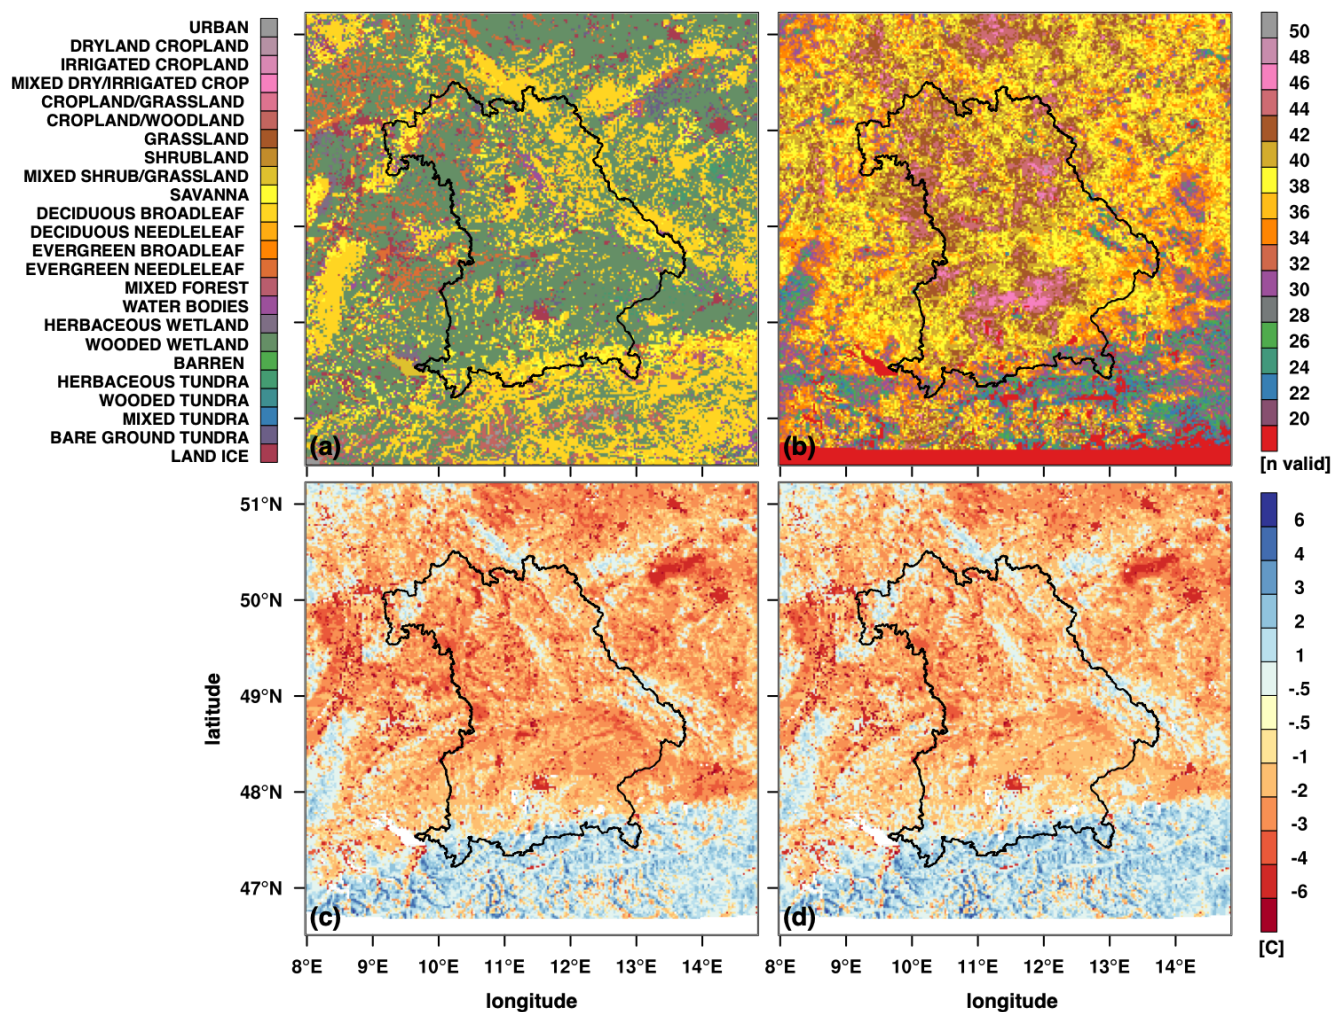 URBAN
DRYLAND CROPLAND
IRRIGATED CROPLAND
MIXED DRY/IRRIGATED CROP
CROPLAND/GRASSLAND
CROPLAND/WOODLAND
GRASSLAND
SHRUBLAND
MIXED SHRUB/GRASSLAND
SAVANNA
DECIDUOUS BROADLEAF
DECIDUOUS NEEDLELEAF
EVERGREEN BROADLEAF
EVERGREEN NEEDLELEAF
MIXED FOREST
WATER BODIES
HERBACEOUS WETLAND
WOODED WETLAND
BARREN
HERBACEOUS TUNDRA
WOODED TUNDRA
MIXED TUNDRA
BARE GROUND TUNDRA
LAND ICE
(a)
(b)
50
48
46
44
42
40
38
36
34
32
30
28
26
24
22
20
[n valid]
51°N
50°N
49°N
48°N
47°N
latitude
(c)
(d)
6
4
3
2
1
-.5
-.5
-1
-2
-3
-4
-6
[C]
8°E 9°E 10°E 11°E 12°E 13°E 14°E
8°E 9°E 10°E 11°E 12°E 13°E 14°E
longitude
longitude